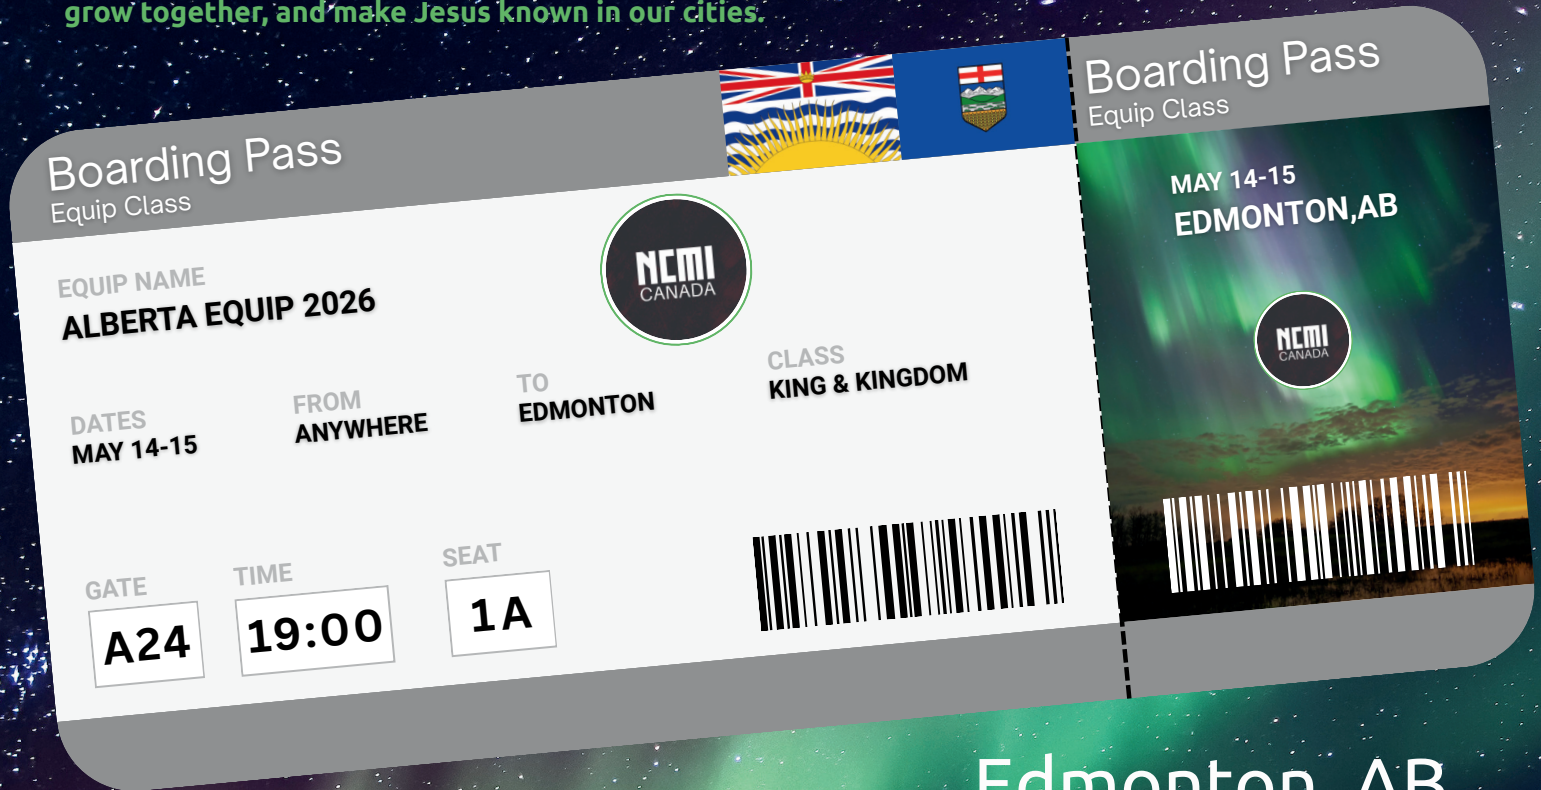 grow together, and make Jesus known in our cities.
Boarding Pass
Equip Class
EQUIP NAME
ALBERTA EQUIP 2026
NCMI
CANADA
DATES
MAY 14-15
FROM
ANYWHERE
TO
EDMONTON
CLASS
KING & KINGDOM
GATE
A24
TIME
19:00
SEAT
1A
Boarding Pass
Equip Class
MAY 14-15
EDMONTON,AB
NCMI
CANADA
Edmonton, AB